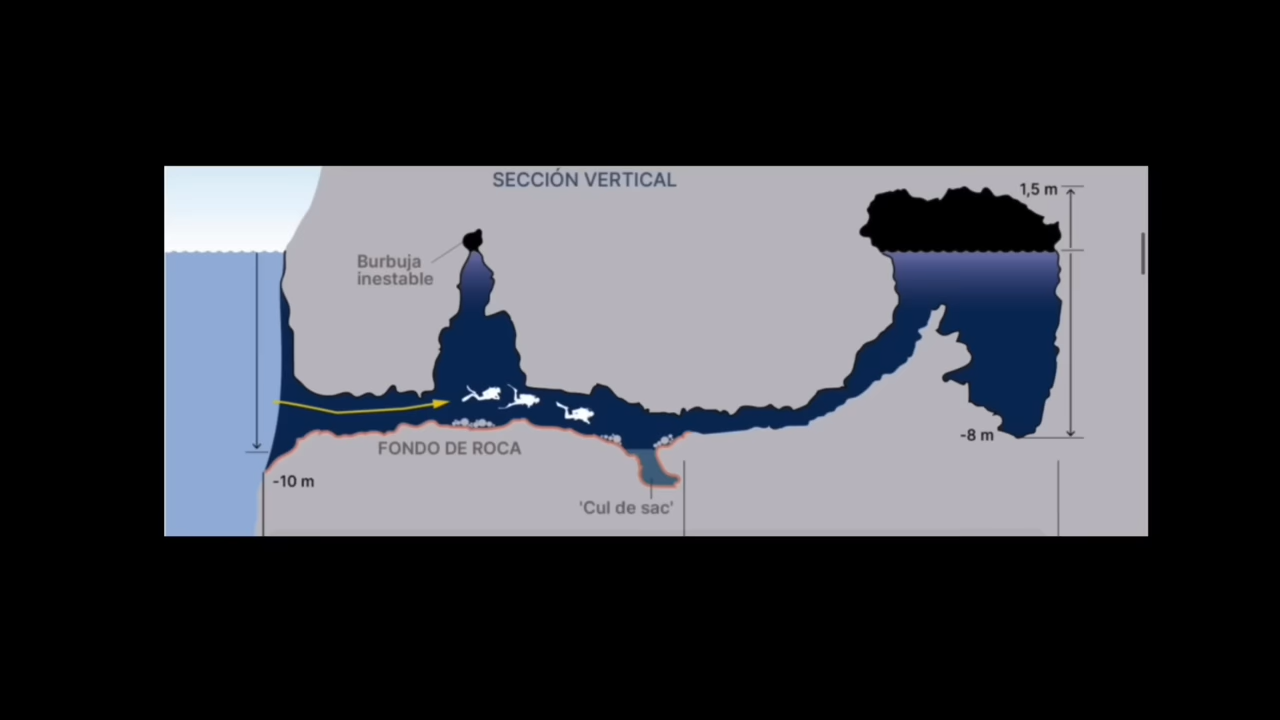 SECCIÓN VERTICAL
1,5 m
Burbuja
inestable
-8 m
FONDO DE ROCA
-10 m
'Cul de sac'